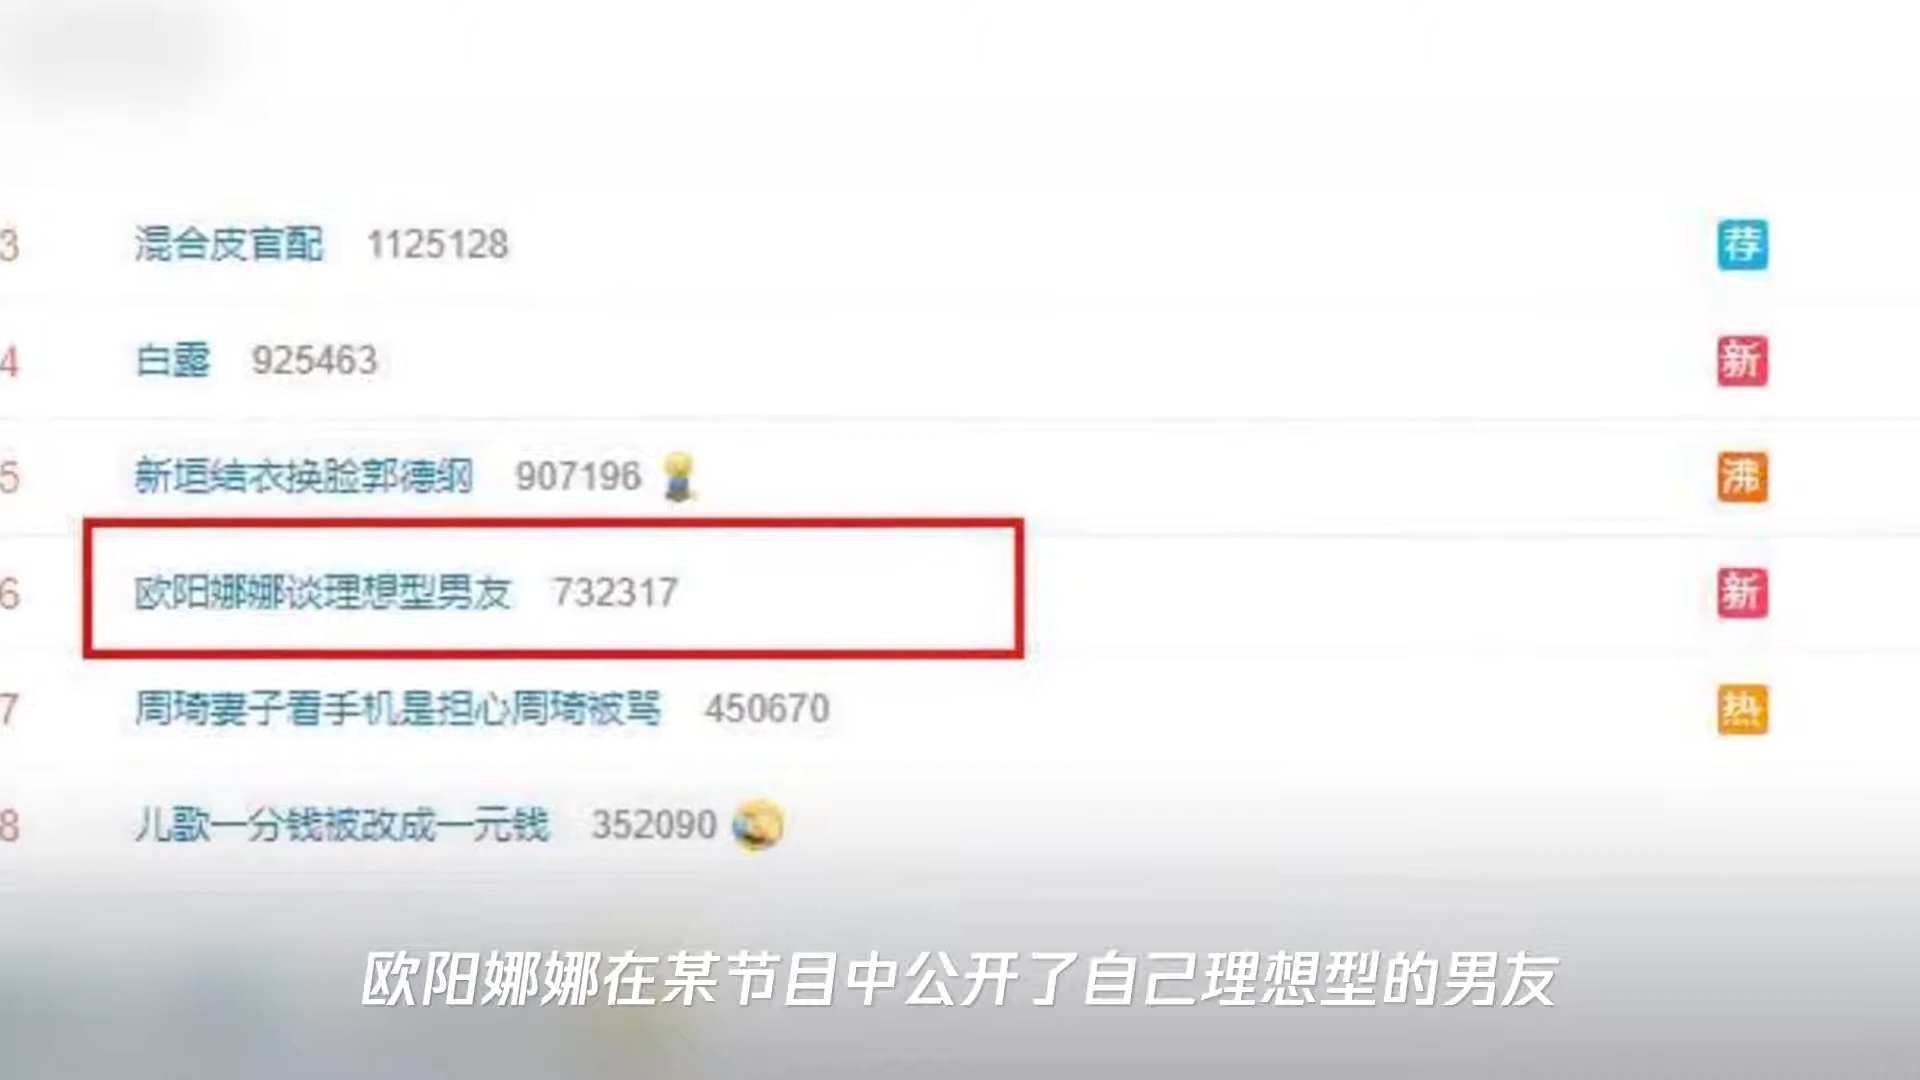 3 混合皮官配 1125128 荐
4 白露 925463 新
5 新垣结衣换脸郭德纲 907196 沸
6 欧阳娜娜谈理想型男友 732317 新
7 周琦妻子看手机是担心周琦被骂 450670 热
8 儿歌一分钱被改成一元钱 352090
欧阳娜娜在某节目中公开了自己理想型的男友